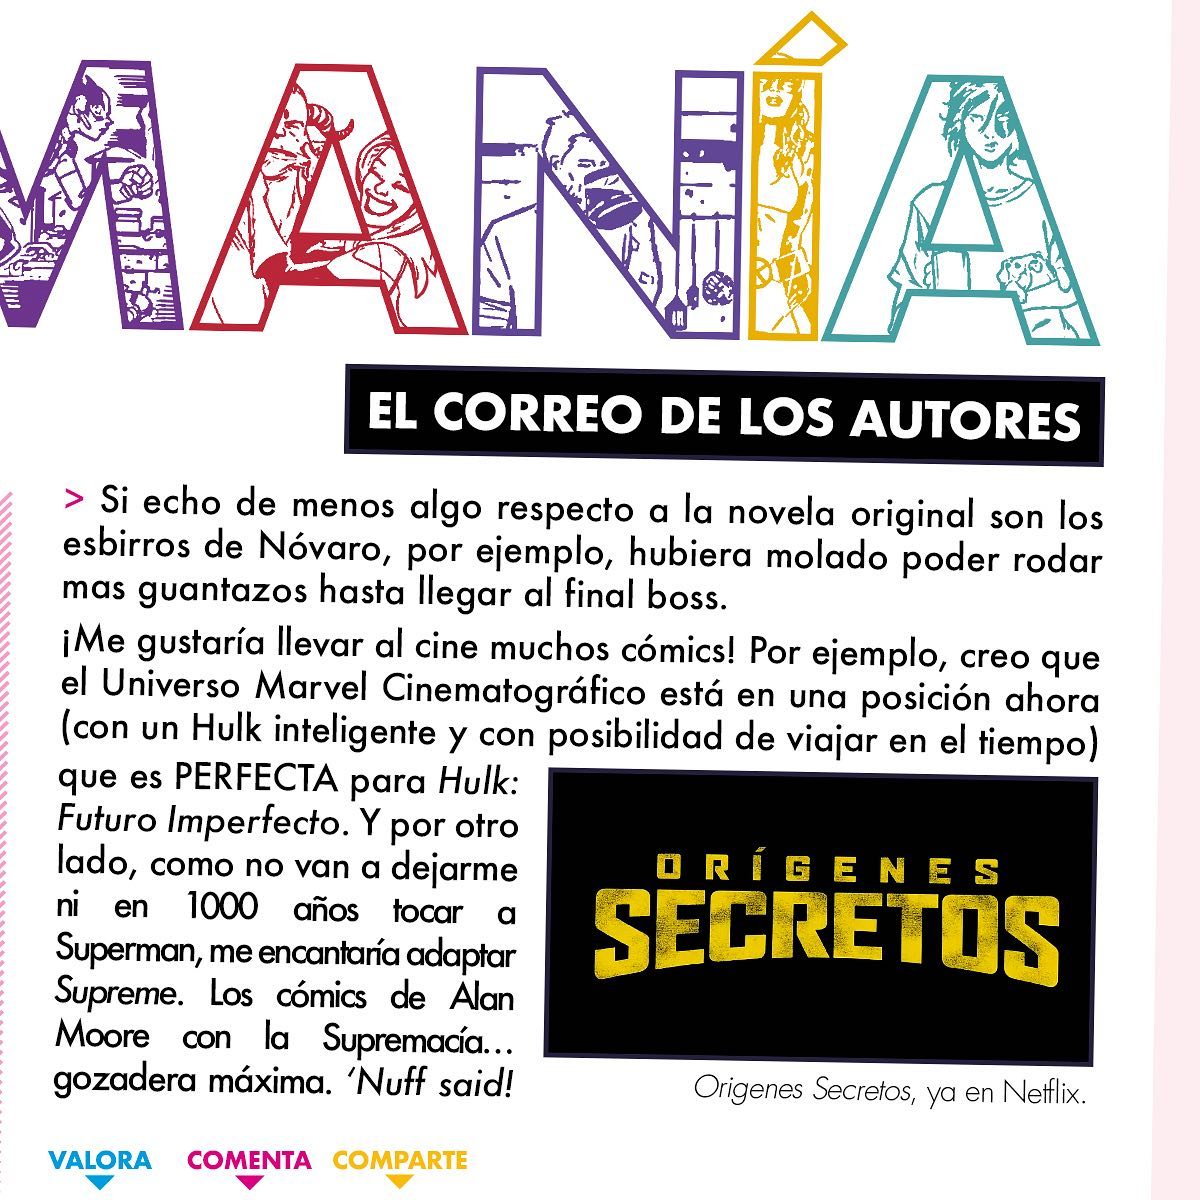 MANÍA
EL CORREO DE LOS AUTORES
> Si echo de menos algo respecto a la novela original son los
esbirros de Nóvaro, por ejemplo, hubiera molado poder rodar
mas guantazos hasta llegar al final boss.
¡Me gustaría llevar al cine muchos cómics! Por ejemplo, creo que
el Universo Marvel Cinematográfico está en una posición ahora
(con un Hulk inteligente y con posibilidad de viajar en el tiempo)
que es PERFECTA para Hulk:
Futuro Imperfecto. Y por otro
lado, como no van a dejarme
ni en 1000 años tocar a
Superman, me encantaría adaptar
Supreme. Los cómics de Alan
Moore con la Supremacía...
gozadera máxima. ‘Nuff said!
ORÍGENES
SECRETOS
Origenes Secretos, ya en Netflix.
VALORA COMENTA COMPARTE